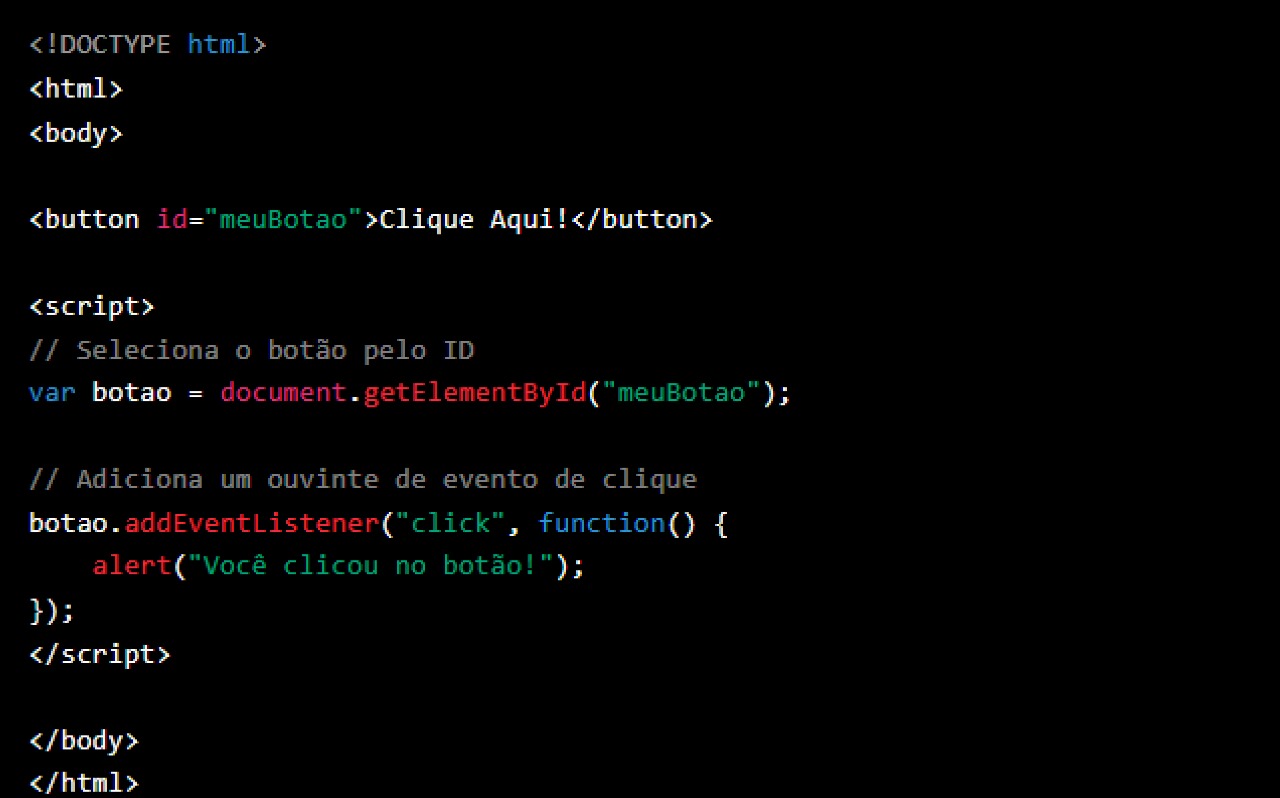 <!DOCTYPE html>
<html>
<body>
<button id="meuBotao">Clique Aqui!</button>
<script>
// Seleciona o botão pelo ID
var botao = document.getElementById("meuBotao");
// Adiciona um ouvinte de evento de clique
botao.addEventListener("click", function() {
    alert("Você clicou no botão!");
});
</script>
</body>
</html>